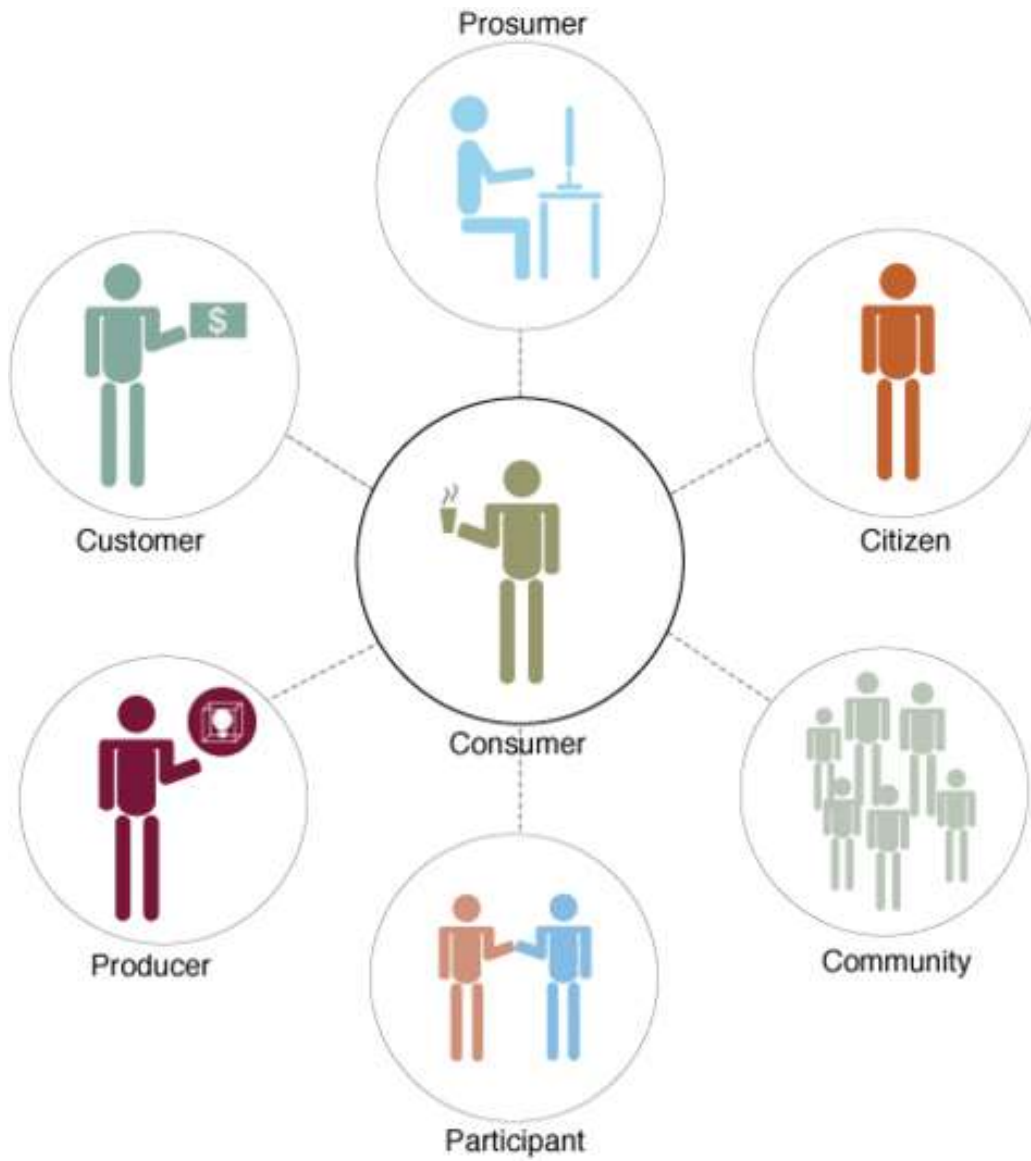 Prosumer
$
Customer
Citizen
Consumer
Producer
Community
Participant